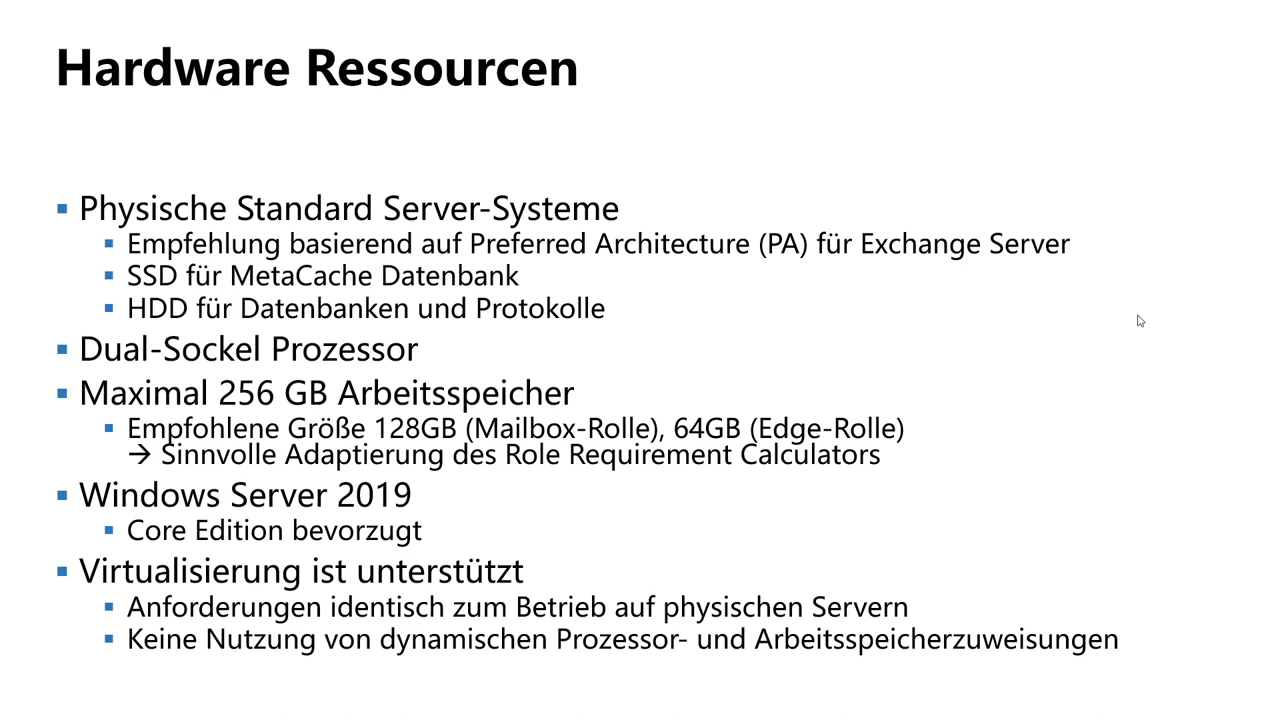 Hardware Ressourcen
Physische Standard Server-Systeme
Empfehlung basierend auf Preferred Architecture (PA) für Exchange Server
SSD für MetaCache Datenbank
HDD für Datenbanken und Protokolle
Dual-Sockel Prozessor
Maximal 256 GB Arbeitsspeicher
Empfohlene Größe 128GB (Mailbox-Rolle), 64GB (Edge-Rolle)
→ Sinnvolle Adaptierung des Role Requirement Calculators
Windows Server 2019
Core Edition bevorzugt
Virtualisierung ist unterstützt
Anforderungen identisch zum Betrieb auf physischen Servern
Keine Nutzung von dynamischen Prozessor- und Arbeitsspeicherzuweisungen